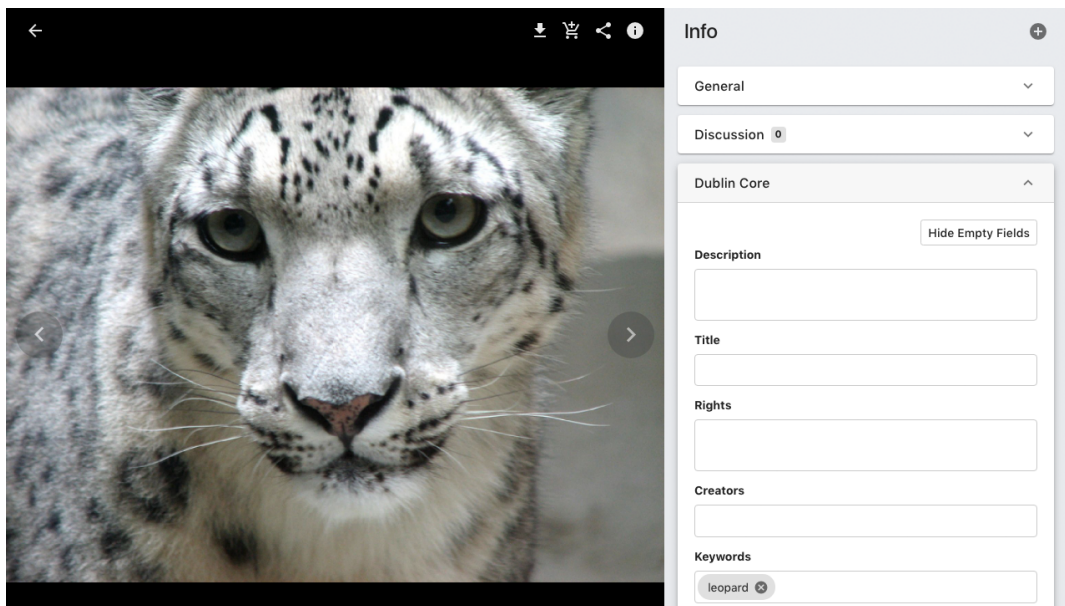 Info
General
Discussion 0
Dublin Core
Hide Empty Fields
Description
Title
Rights
Creators
Keywords
leopard